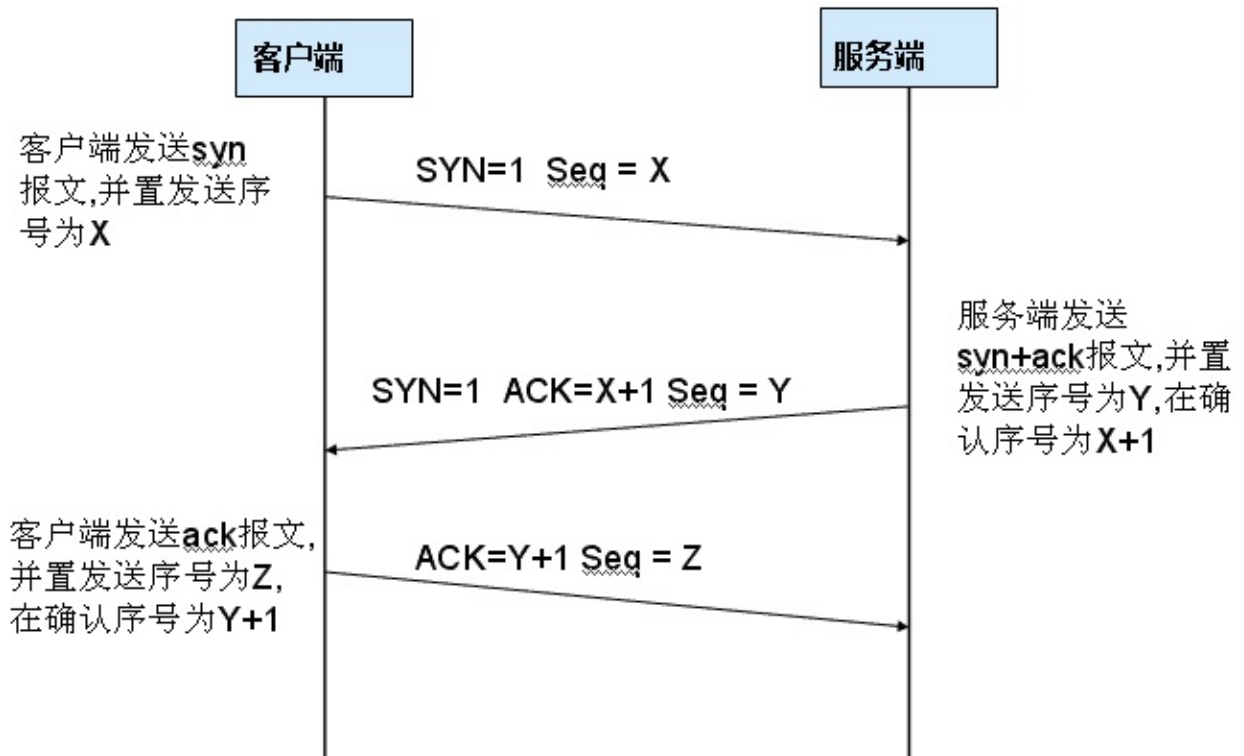 客户端
服务端
客户端发送syn
报文,并置发送序
号为X
SYN=1 Seq = X
服务端发送
syn+ack报文,并置
发送序号为Y,在确
认序号为X+1
SYN=1 ACK=X+1 Seq = Y
客户端发送ack报文,
并置发送序号为Z,
在确认序号为Y+1
ACK=Y+1 Seq = Z